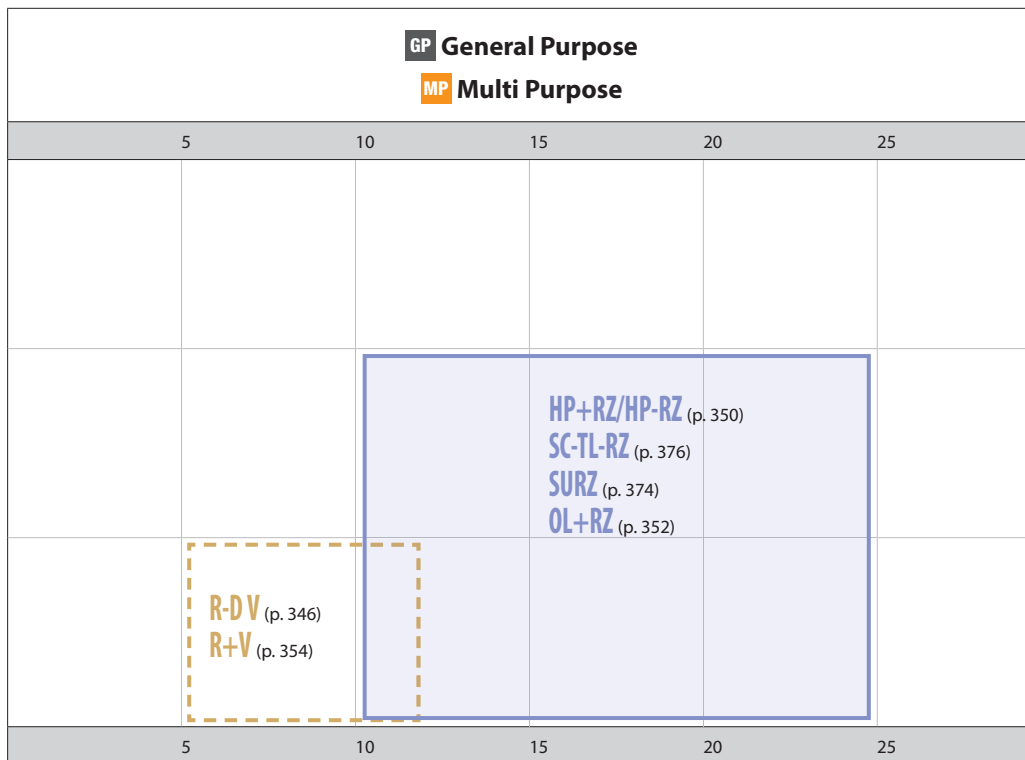 GP General Purpose
MP Multi Purpose
5 10 15 20 25
HP+RZ/HP-RZ (p. 350)
SC-TL-RZ (p. 376)
SURZ (p. 374)
OL+RZ (p. 352)
R-D V (p. 346)
R+V (p. 354)
5 10 15 20 25